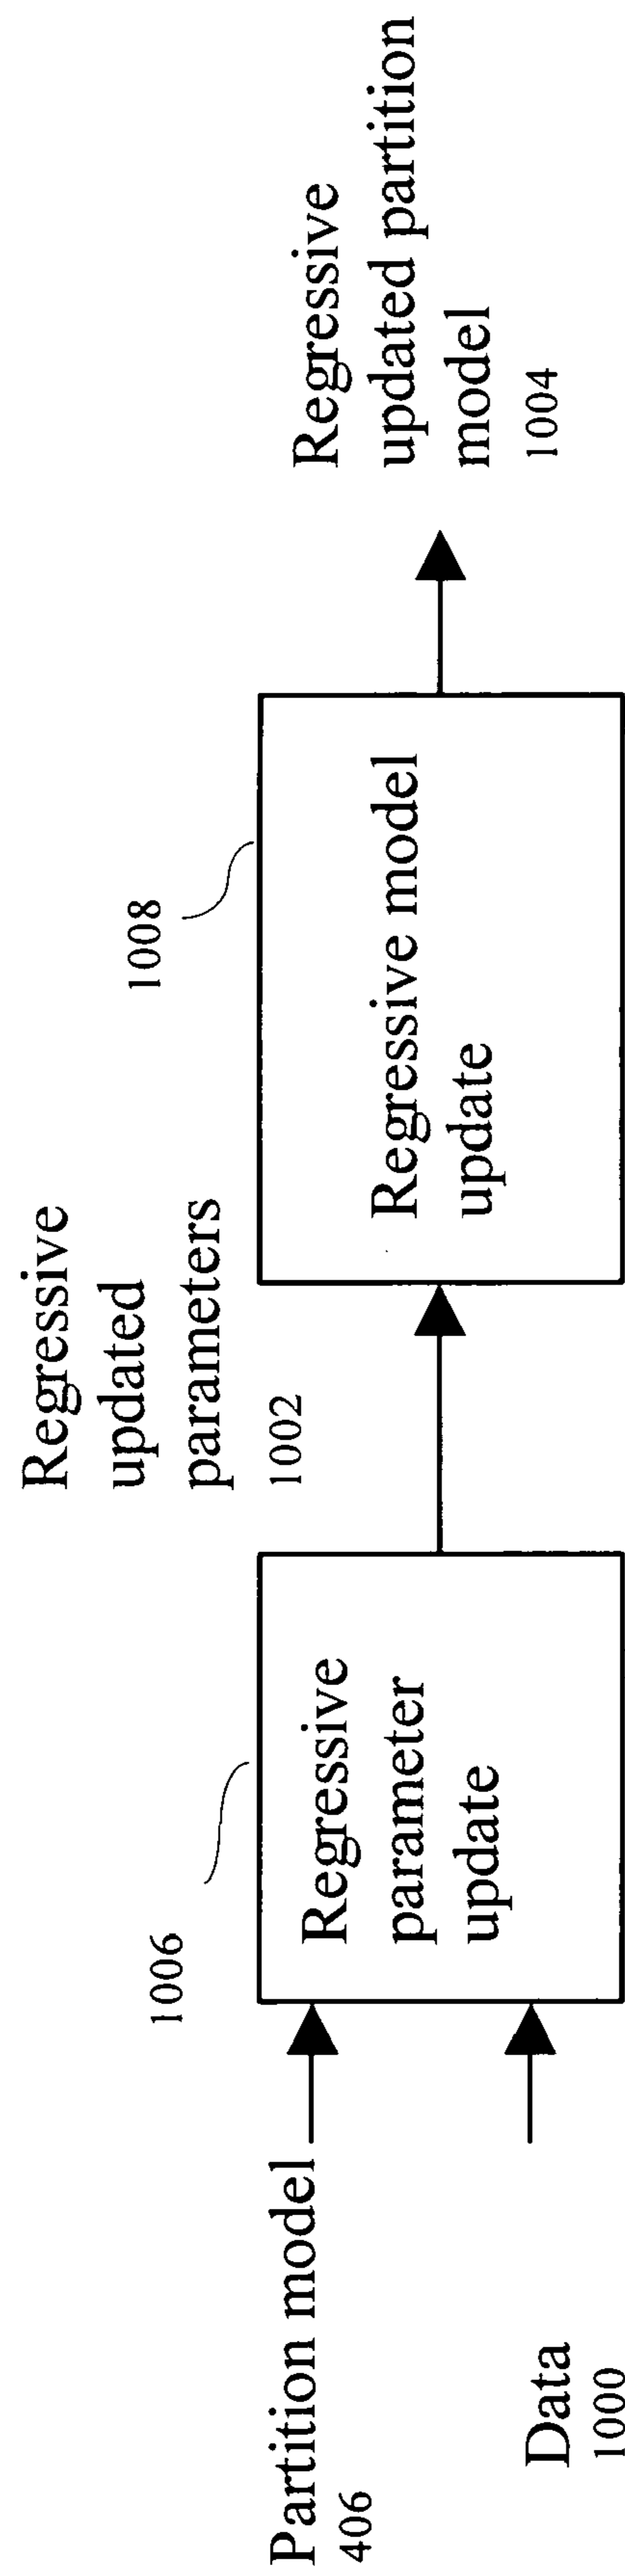 Partition model
406
Data
1000
1006
Regressive
parameter
update
Regressive
updated
parameters
1002
1008
Regressive model
update
Regressive
updated partition
model
1004